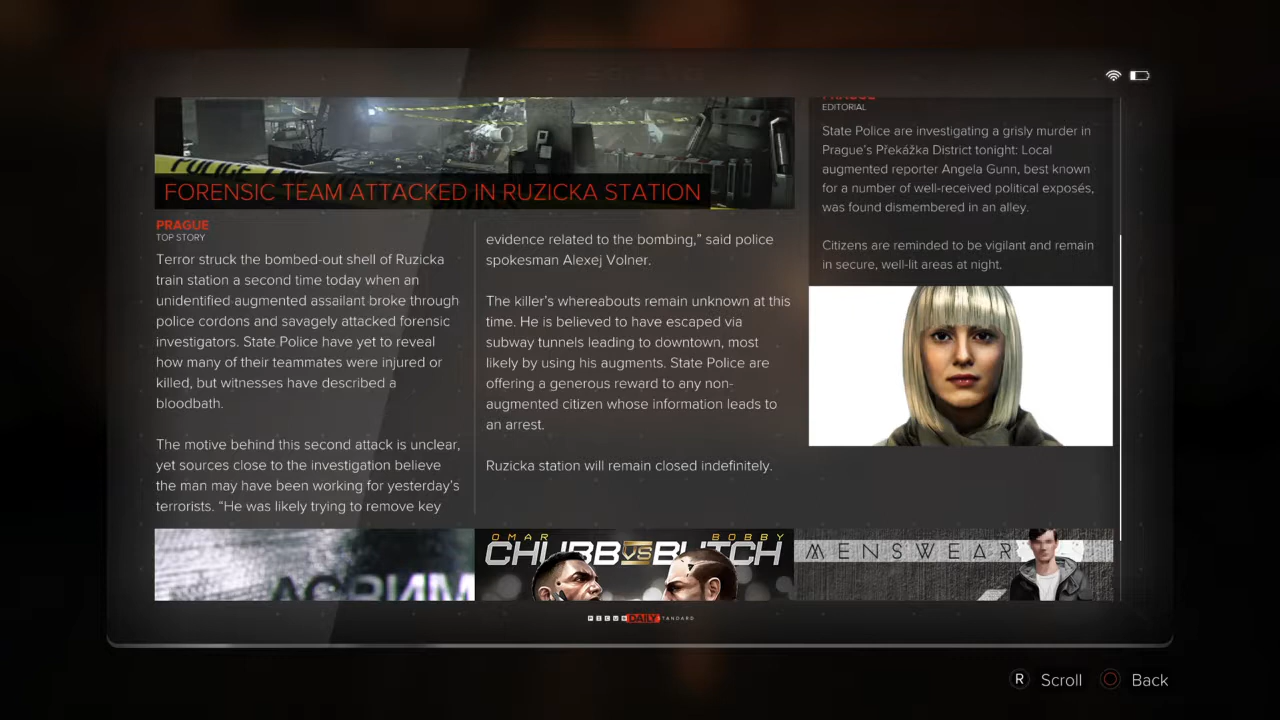 POLICE LINE
FORENSIC TEAM ATTACKED IN RUZICKA STATION
PRAGUE
TOP STORY
Terror struck the bombed-out shell of Ruzicka
train station a second time today when an
unidentified augmented assailant broke through
police cordons and savagely attacked forensic
investigators. State Police have yet to reveal
how many of their teammates were injured or
killed, but witnesses have described a
bloodbath.
The motive behind this second attack is unclear,
yet sources close to the investigation believe
the man may have been working for yesterday's
terrorists. “He was likely trying to remove key
evidence related to the bombing,” said police
spokesman Alexej Volner.
The killer's whereabouts remain unknown at this
time. He is believed to have escaped via
subway tunnels leading to downtown, most
likely by using his augments. State Police are
offering a generous reward to any non-
augmented citizen whose information leads to
an arrest.
Ruzicka station will remain closed indefinitely.
PRAGUE
EDITORIAL
State Police are investigating a grisly murder in
Prague's Překážka District tonight: Local
augmented reporter Angela Gunn, best known
for a number of well-received political exposés,
was found dismembered in an alley.
Citizens are reminded to be vigilant and remain
in secure, well-lit areas at night.
OMAR BOBBY
CHUBB VS BUTCH
MENSWEAR
PICUS DAILY STANDARD
R Scroll Back